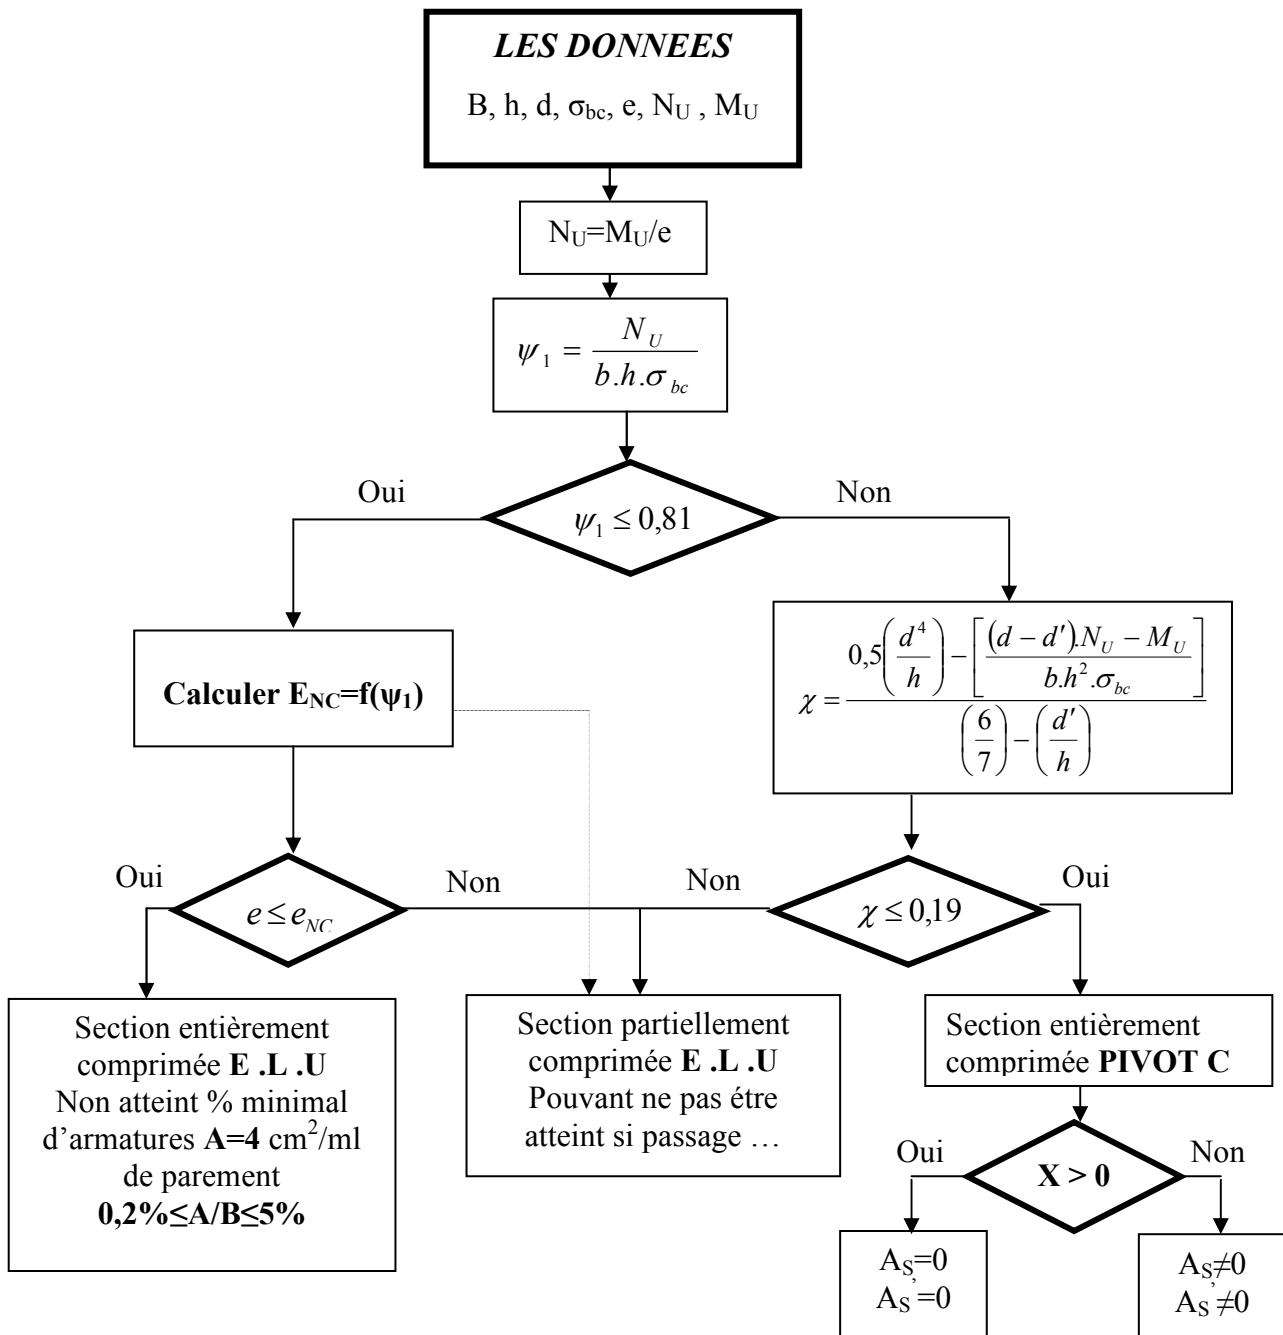 LES DONNEES
B, h, d, σbc, e, NU , MU
NU=MU/e
ψ1 = NU / b.h.σbc
Oui
Non
ψ1 ≤ 0,81
Calculer ENC=f(ψ1)
χ = (0,5(d4/h) − [((d − d').NU − MU) / (b.h2.σbc)]) / ((6/7) − (d'/h))
Oui
Non
Non
Oui
e ≤ eNC
χ ≤ 0,19
Section entièrement
comprimée E .L .U
Non atteint % minimal
d'armatures A=4 cm2/ml
de parement
0,2%≤A/B≤5%
Section partiellement
comprimée E .L .U
Pouvant ne pas étre
atteint si passage …
Section entièrement
comprimée PIVOT C
Oui
Non
X > 0
AS=0
AS'=0
AS≠0
AS'≠0